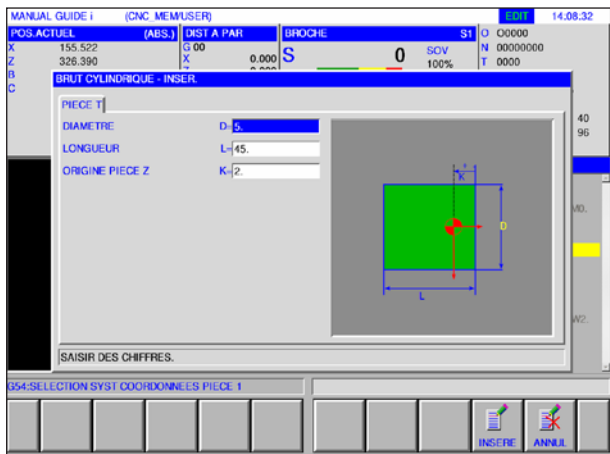 MANUAL GUIDE i (CNC_MEM/USER) EDIT 14.08.32
POS.ACTUEL (ABS.) DIST A PAR BROCHE S1 O O0000
X 155.522 G 00 S 0 SOV N 00000000
Z 326.390 X 0.000 100% T 0000
B
C
BRUT CYLINDRIQUE - INSER.
PIECE T
DIAMETRE D= 5.
LONGUEUR L= 45.
ORIGINE PIECE Z K= 2.
+
K
D
L
40
96
M0.
W2.
SAISIR DES CHIFFRES.
G54:SELECTION SYST COORDONNEES PIECE 1
INSERE ANNUL